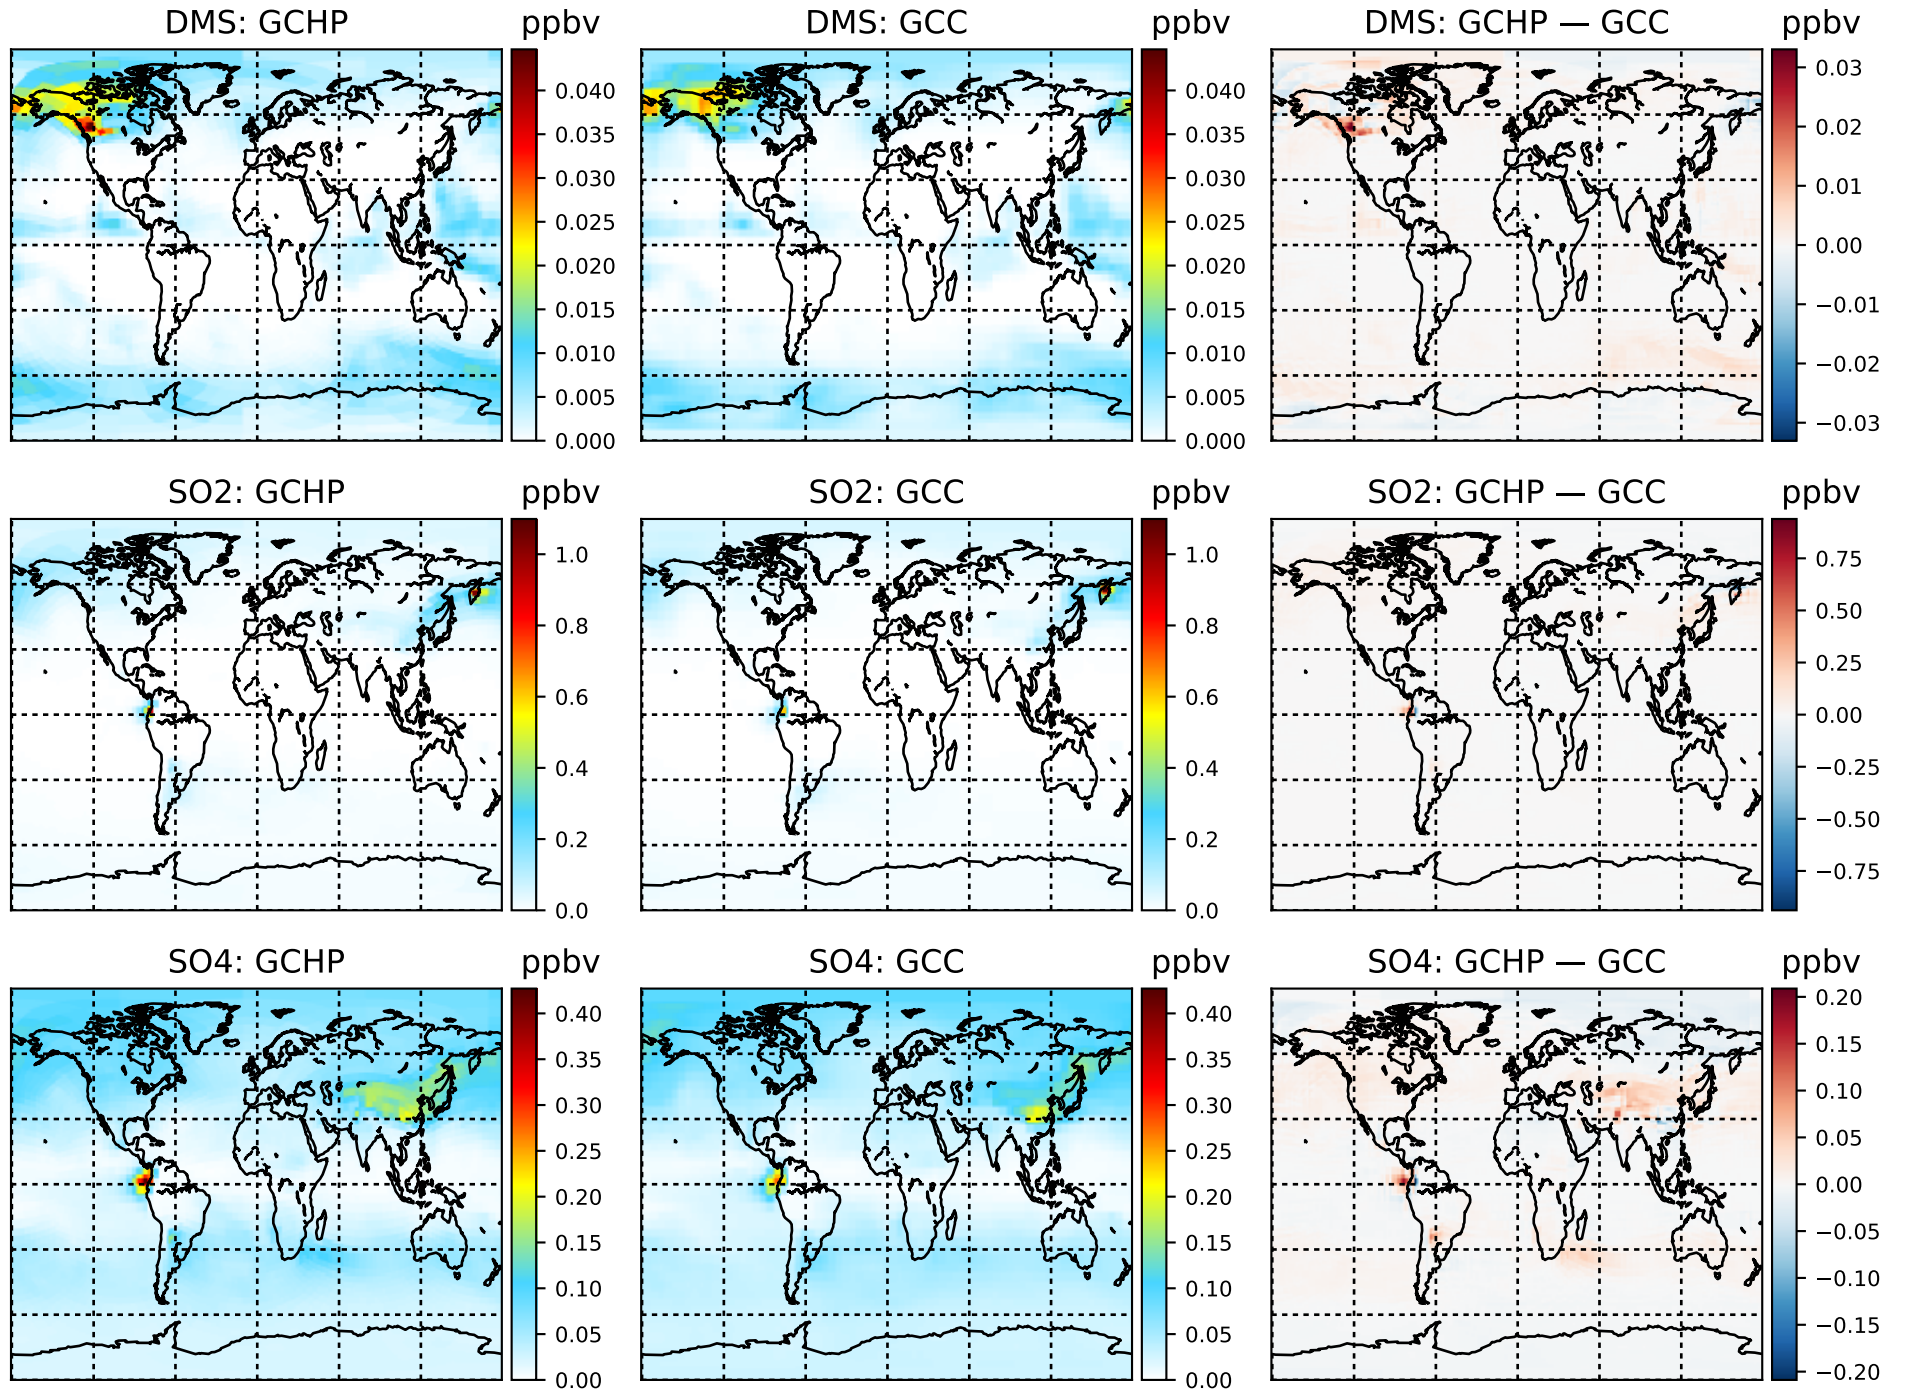 DMS: GCHP ppbv DMS: GCC ppbv DMS: GCHP — GCC ppbv
0.040 0.040 0.03
0.035 0.035 0.02
0.030 0.030 0.01
0.025 0.025 0.00
0.020 0.020 −0.01
0.015 0.015 −0.02
0.010 0.010 −0.03
0.005 0.005
0.000 0.000
SO2: GCHP ppbv SO2: GCC ppbv SO2: GCHP — GCC ppbv
1.0 1.0 0.75
0.8 0.8 0.50
0.6 0.6 0.25
0.4 0.4 0.00
0.2 0.2 −0.25
0.0 0.0 −0.50
−0.75
SO4: GCHP ppbv SO4: GCC ppbv SO4: GCHP — GCC ppbv
0.40 0.40 0.20
0.35 0.35 0.15
0.30 0.30 0.10
0.25 0.25 0.05
0.20 0.20 0.00
0.15 0.15 −0.05
0.10 0.10 −0.10
0.05 0.05 −0.15
0.00 0.00 −0.20